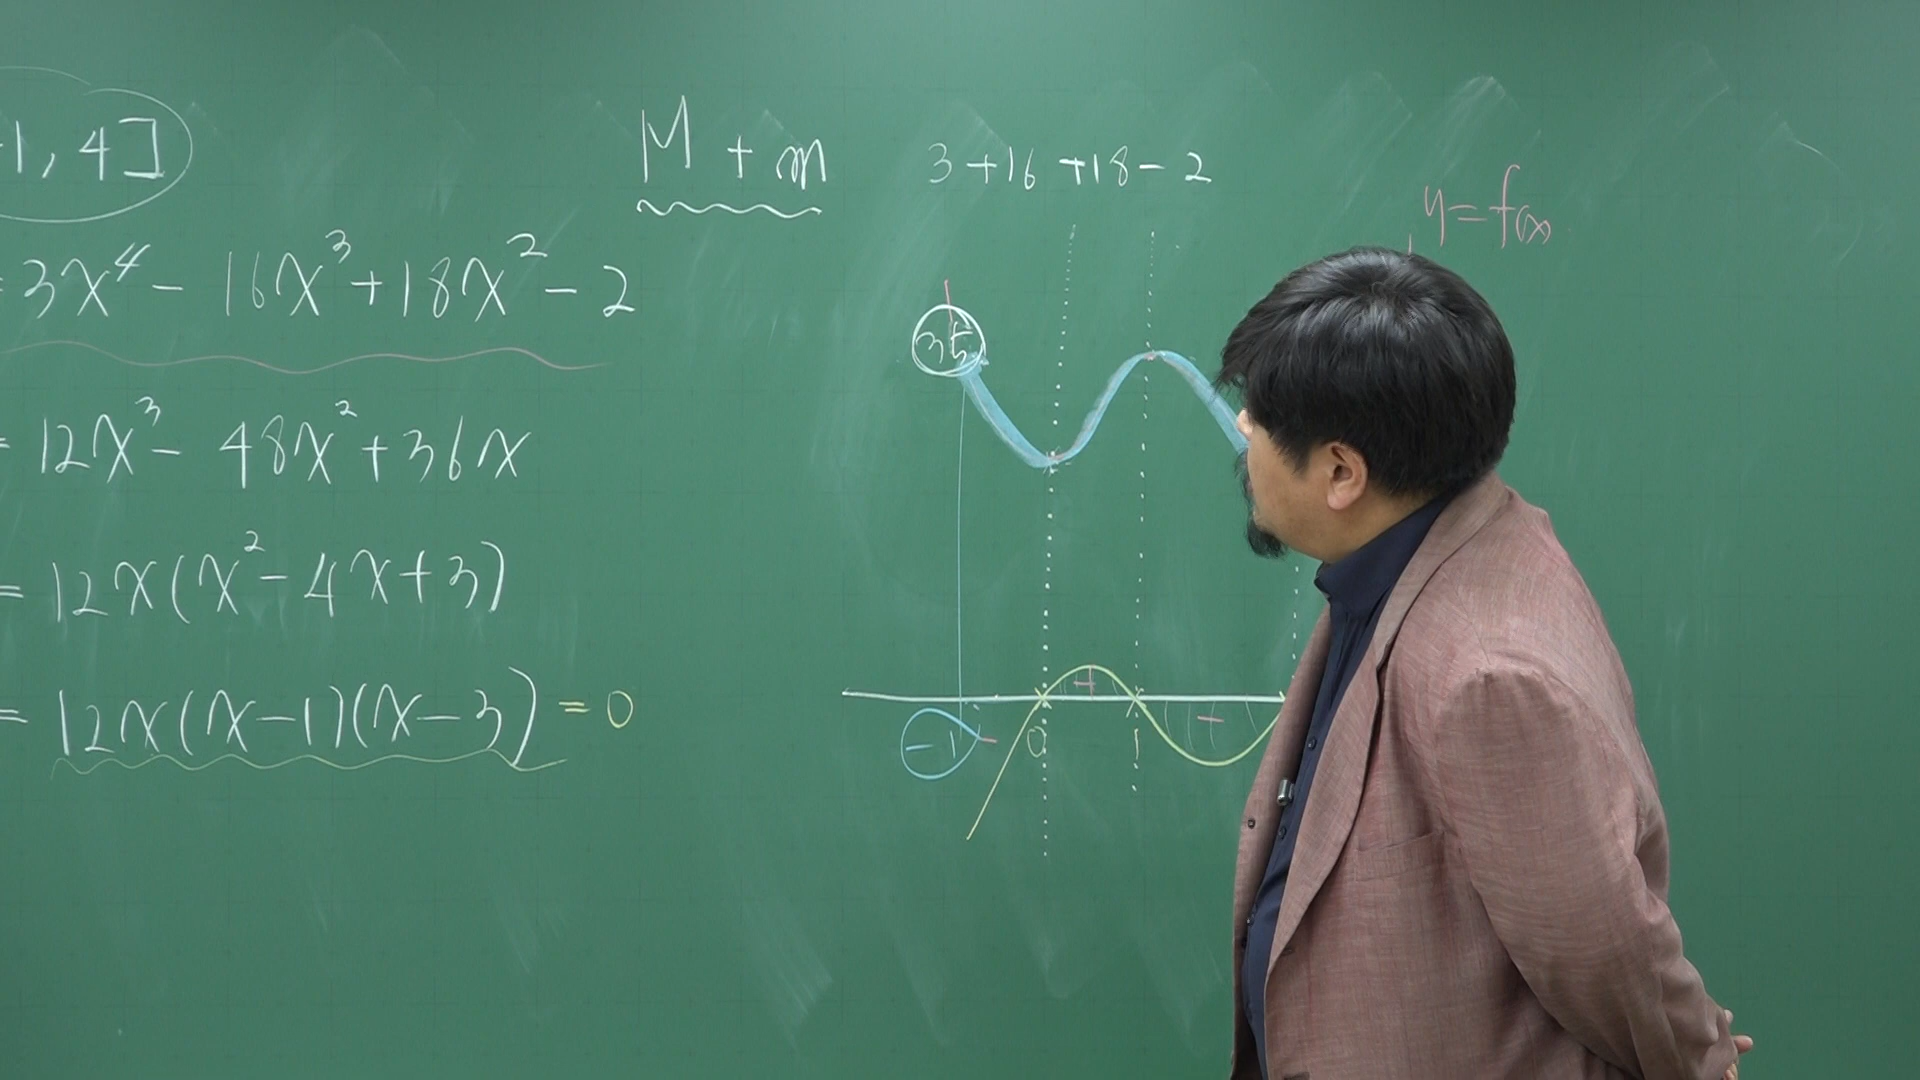 -1, 4]
= 3x⁴ - 16x³ + 18x² - 2
= 12x³ - 48x² + 36x
= 12x(x² - 4x + 3)
= 12x(x-1)(x-3) = 0
M + m
3 + 16 + 18 - 2
y = f(x)
35
+
-
-1
0
1